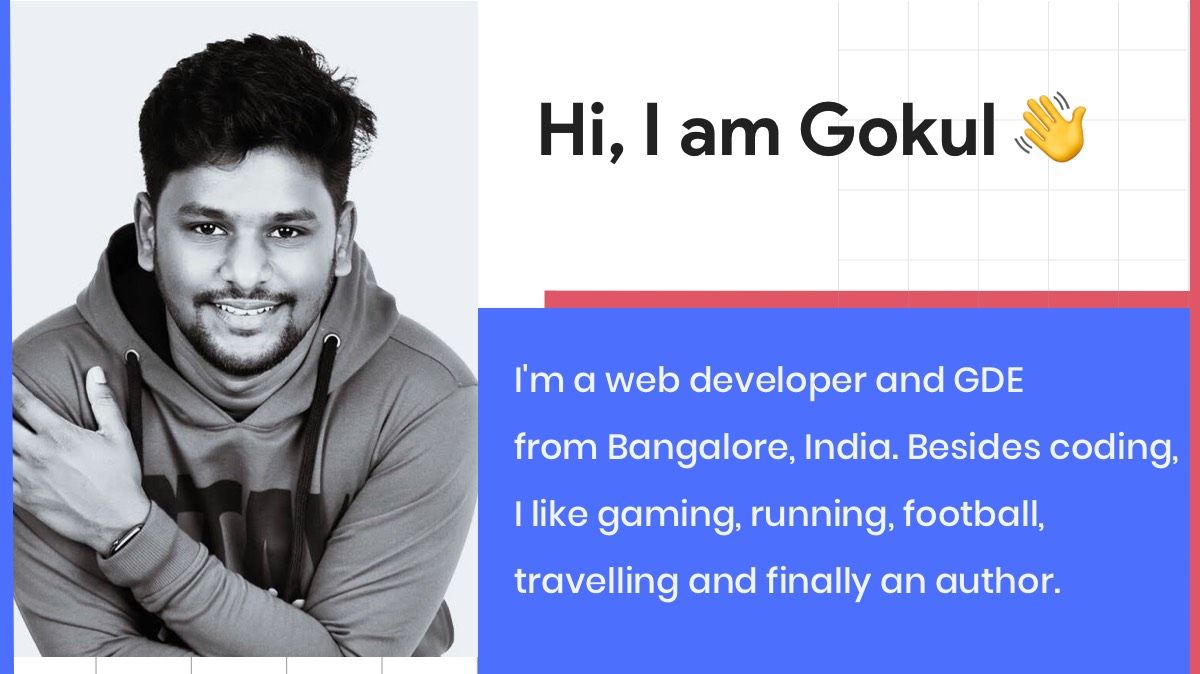 Hi, I am Gokul 👋
I'm a web developer and GDE
from Bangalore, India. Besides coding,
I like gaming, running, football,
travelling and finally an author.